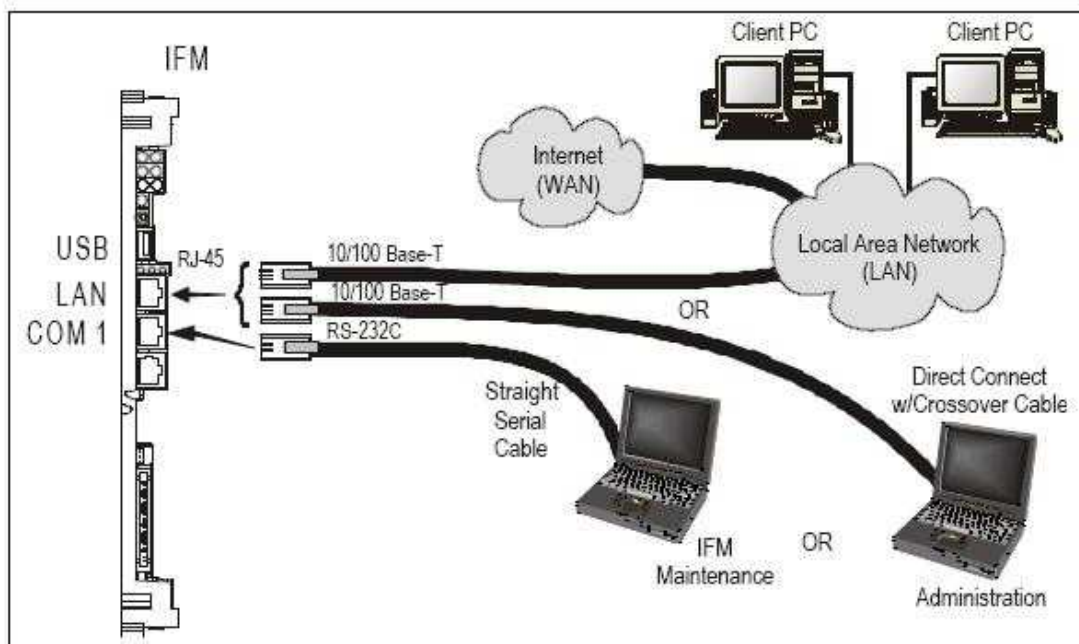 IFM
Client PC
Client PC
Internet
(WAN)
Local Area Network
(LAN)
USB
RJ-45
10/100 Base-T
LAN
10/100 Base-T
OR
COM 1
RS-232C
Straight
Serial
Cable
Direct Connect
w/Crossover Cable
IFM
Maintenance
OR
Administration